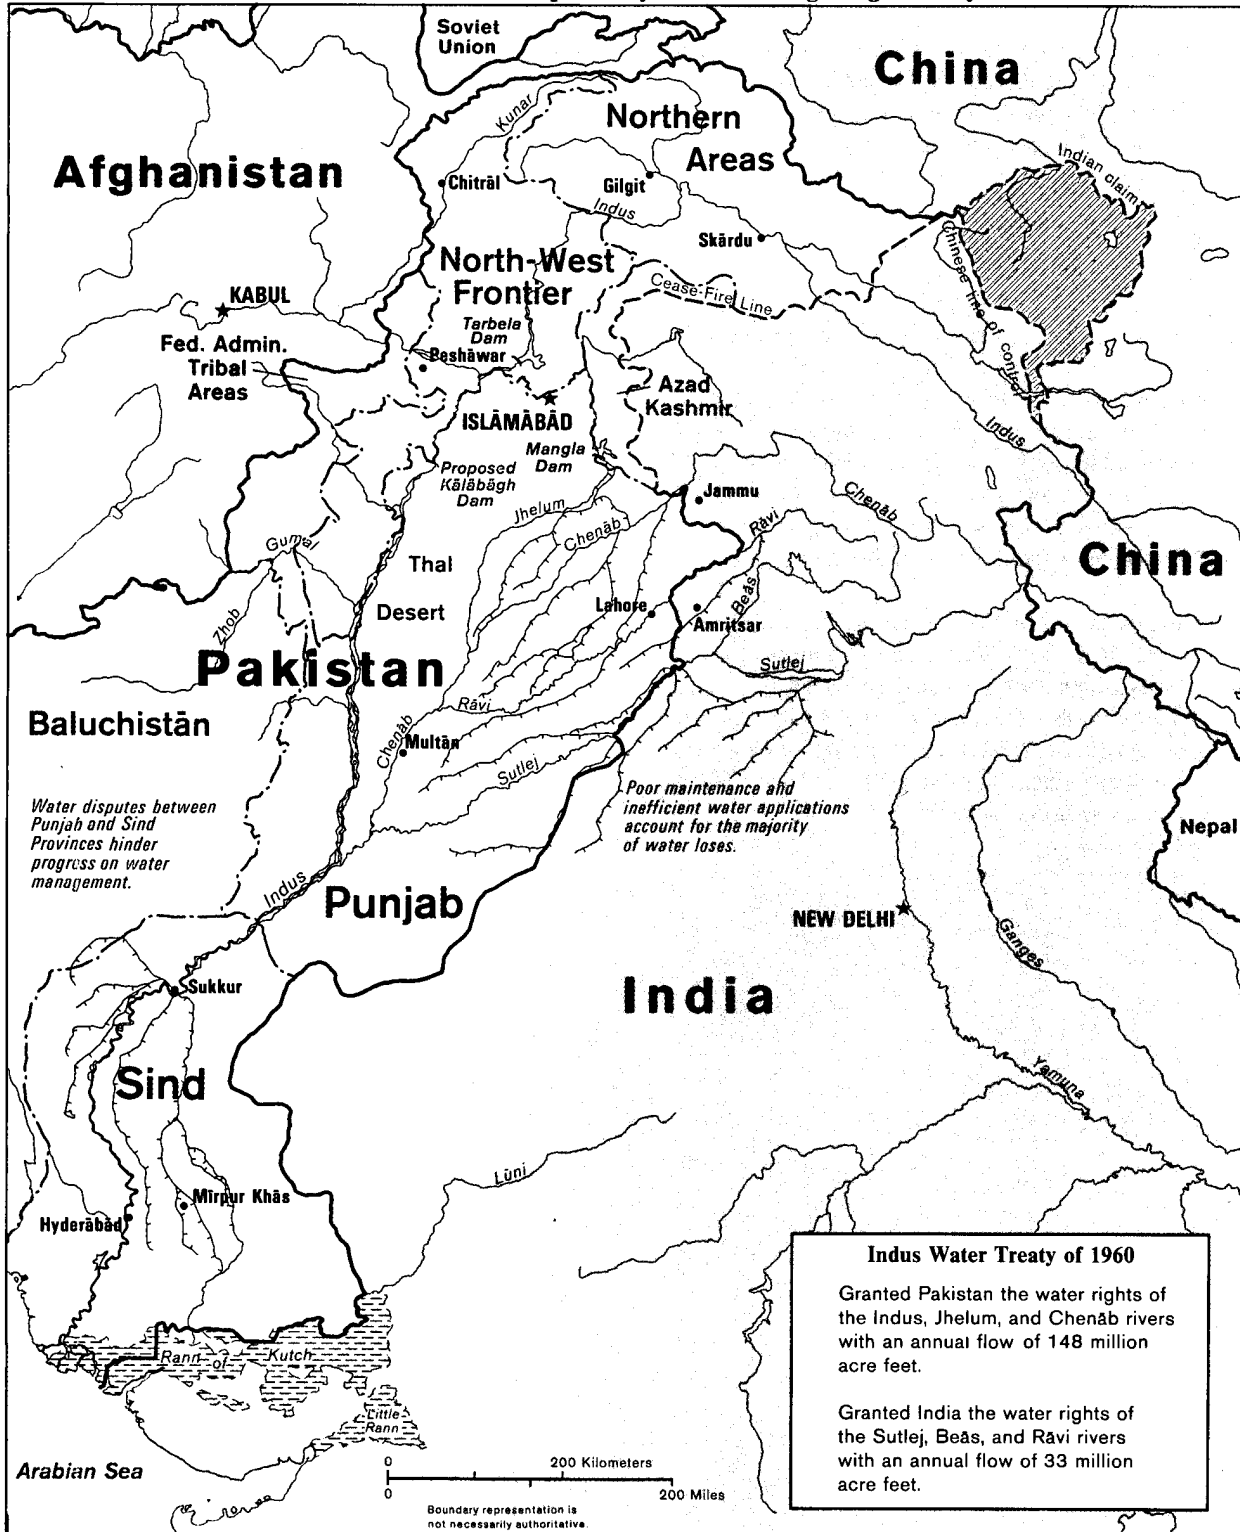 Soviet
Union
China
Kunar
Northern
Areas
Afghanistan
Indian claim
Chitrāl
Gilgit
Indus
Skārdu
Chinese line of control
North-West
Frontier
Cease-Fire Line
KABUL
Tarbela
Dam
Fed. Admin.
Tribal
Areas
Peshāwar
Azad
Kashmir
ISLĀMĀBĀD
Indus
Mangla
Dam
Proposed
Kālābāgh
Dam
Jammu
Chenāb
Jhelum
Rāvi
Chenāb
Gumal
Thal
Desert
China
Zhob
Lahore
Beās
Amritsar
Pakistan
Sutlej
Rāvi
Baluchistān
Chenāb
Multān
Sutlej
Poor maintenance and
inefficient water applications
account for the majority
of water loses.
Water disputes between
Punjab and Sind
Provinces hinder
progress on water
management.
Nepal
Indus
Punjab
NEW DELHI
Ganges
Sukkur
India
Sind
Yamuna
Lūni
Mīrpur Khās
Hyderābād
Indus Water Treaty of 1960
Granted Pakistan the water rights of
the Indus, Jhelum, and Chenāb rivers
with an annual flow of 148 million
acre feet.
Granted India the water rights of
the Sutlej, Beās, and Rāvi rivers
with an annual flow of 33 million
acre feet.
Rann of Kutch
Little
Rann
Arabian Sea
0 200 Kilometers
0 200 Miles
Boundary representation is
not necessarily authoritative.